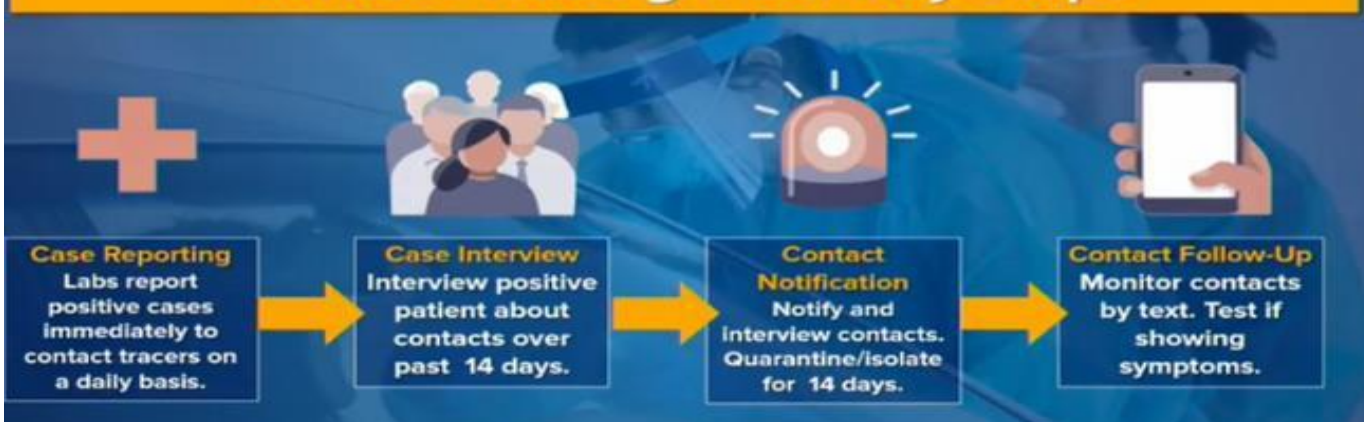 Case Reporting
Labs report
positive cases
immediately to
contact tracers on
a daily basis.
Case Interview
Interview positive
patient about
contacts over
past 14 days.
Contact
Notification
Notify and
interview contacts.
Quarantine/isolate
for 14 days.
Contact Follow-Up
Monitor contacts
by text. Test if
showing
symptoms.